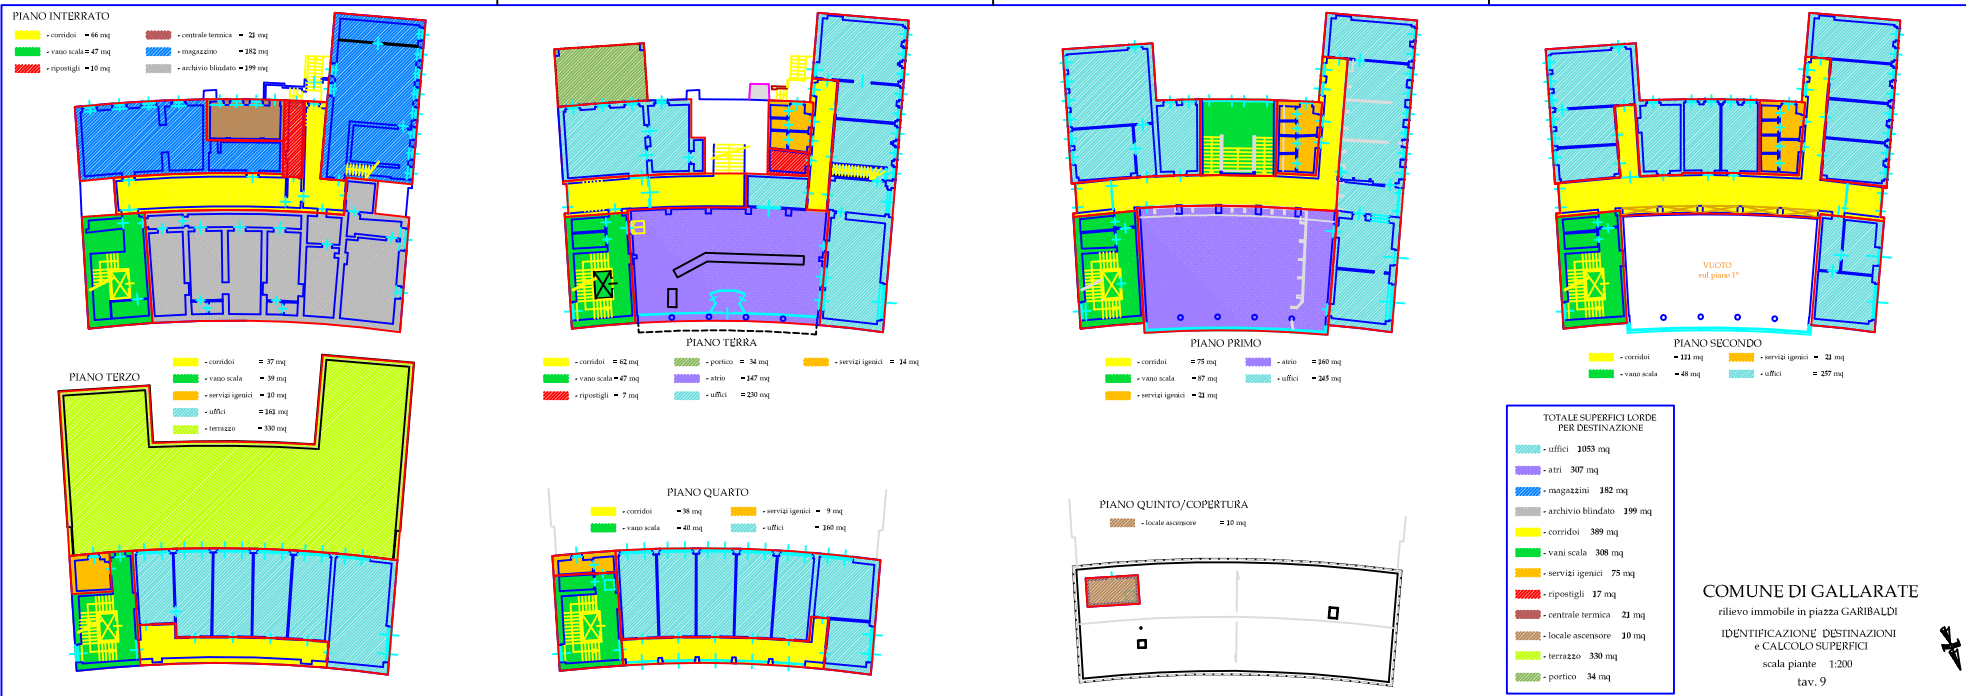 PIANO INTERRATO
- corridoi = 66 mq
- vano scala = 47 mq
- ripostigli = 10 mq
- centrale termica = 21 mq
- magazzino = 182 mq
- archivio blindato = 199 mq
PIANO TERRA
- corridoi = 62 mq
- vano scala = 47 mq
- ripostigli = 7 mq
- portico = 34 mq
- atrio = 147 mq
- uffici = 230 mq
- servizi igenici = 14 mq
PIANO PRIMO
- corridoi = 75 mq
- vano scala = 87 mq
- servizi igenici = 21 mq
- atrio = 160 mq
- uffici = 245 mq
VUOTO
sul piano 1°
PIANO SECONDO
- corridoi = 111 mq
- vano scala = 48 mq
- servizi igenici = 21 mq
- uffici = 257 mq
PIANO TERZO
- corridoi = 37 mq
- vano scala = 39 mq
- servizi igenici = 10 mq
- uffici = 161 mq
- terrazzo = 330 mq
PIANO QUARTO
- corridoi = 38 mq
- vano scala = 40 mq
- servizi igenici = 9 mq
- uffici = 160 mq
PIANO QUINTO/COPERTURA
- locale ascensore = 10 mq
TOTALE SUPERFICI LORDE
PER DESTINAZIONE
- uffici 1053 mq
- atri 307 mq
- magazzini 182 mq
- archivio blindato 199 mq
- corridoi 389 mq
- vani scala 308 mq
- servizi igenici 75 mq
- ripostigli 17 mq
- centrale termica 21 mq
- locale ascensore 10 mq
- terrazzo 330 mq
- portico 34 mq
COMUNE DI GALLARATE
rilievo immobile in piazza GARIBALDI
IDENTIFICAZIONE DESTINAZIONI
e CALCOLO SUPERFICI
scala piante 1:200
tav. 9